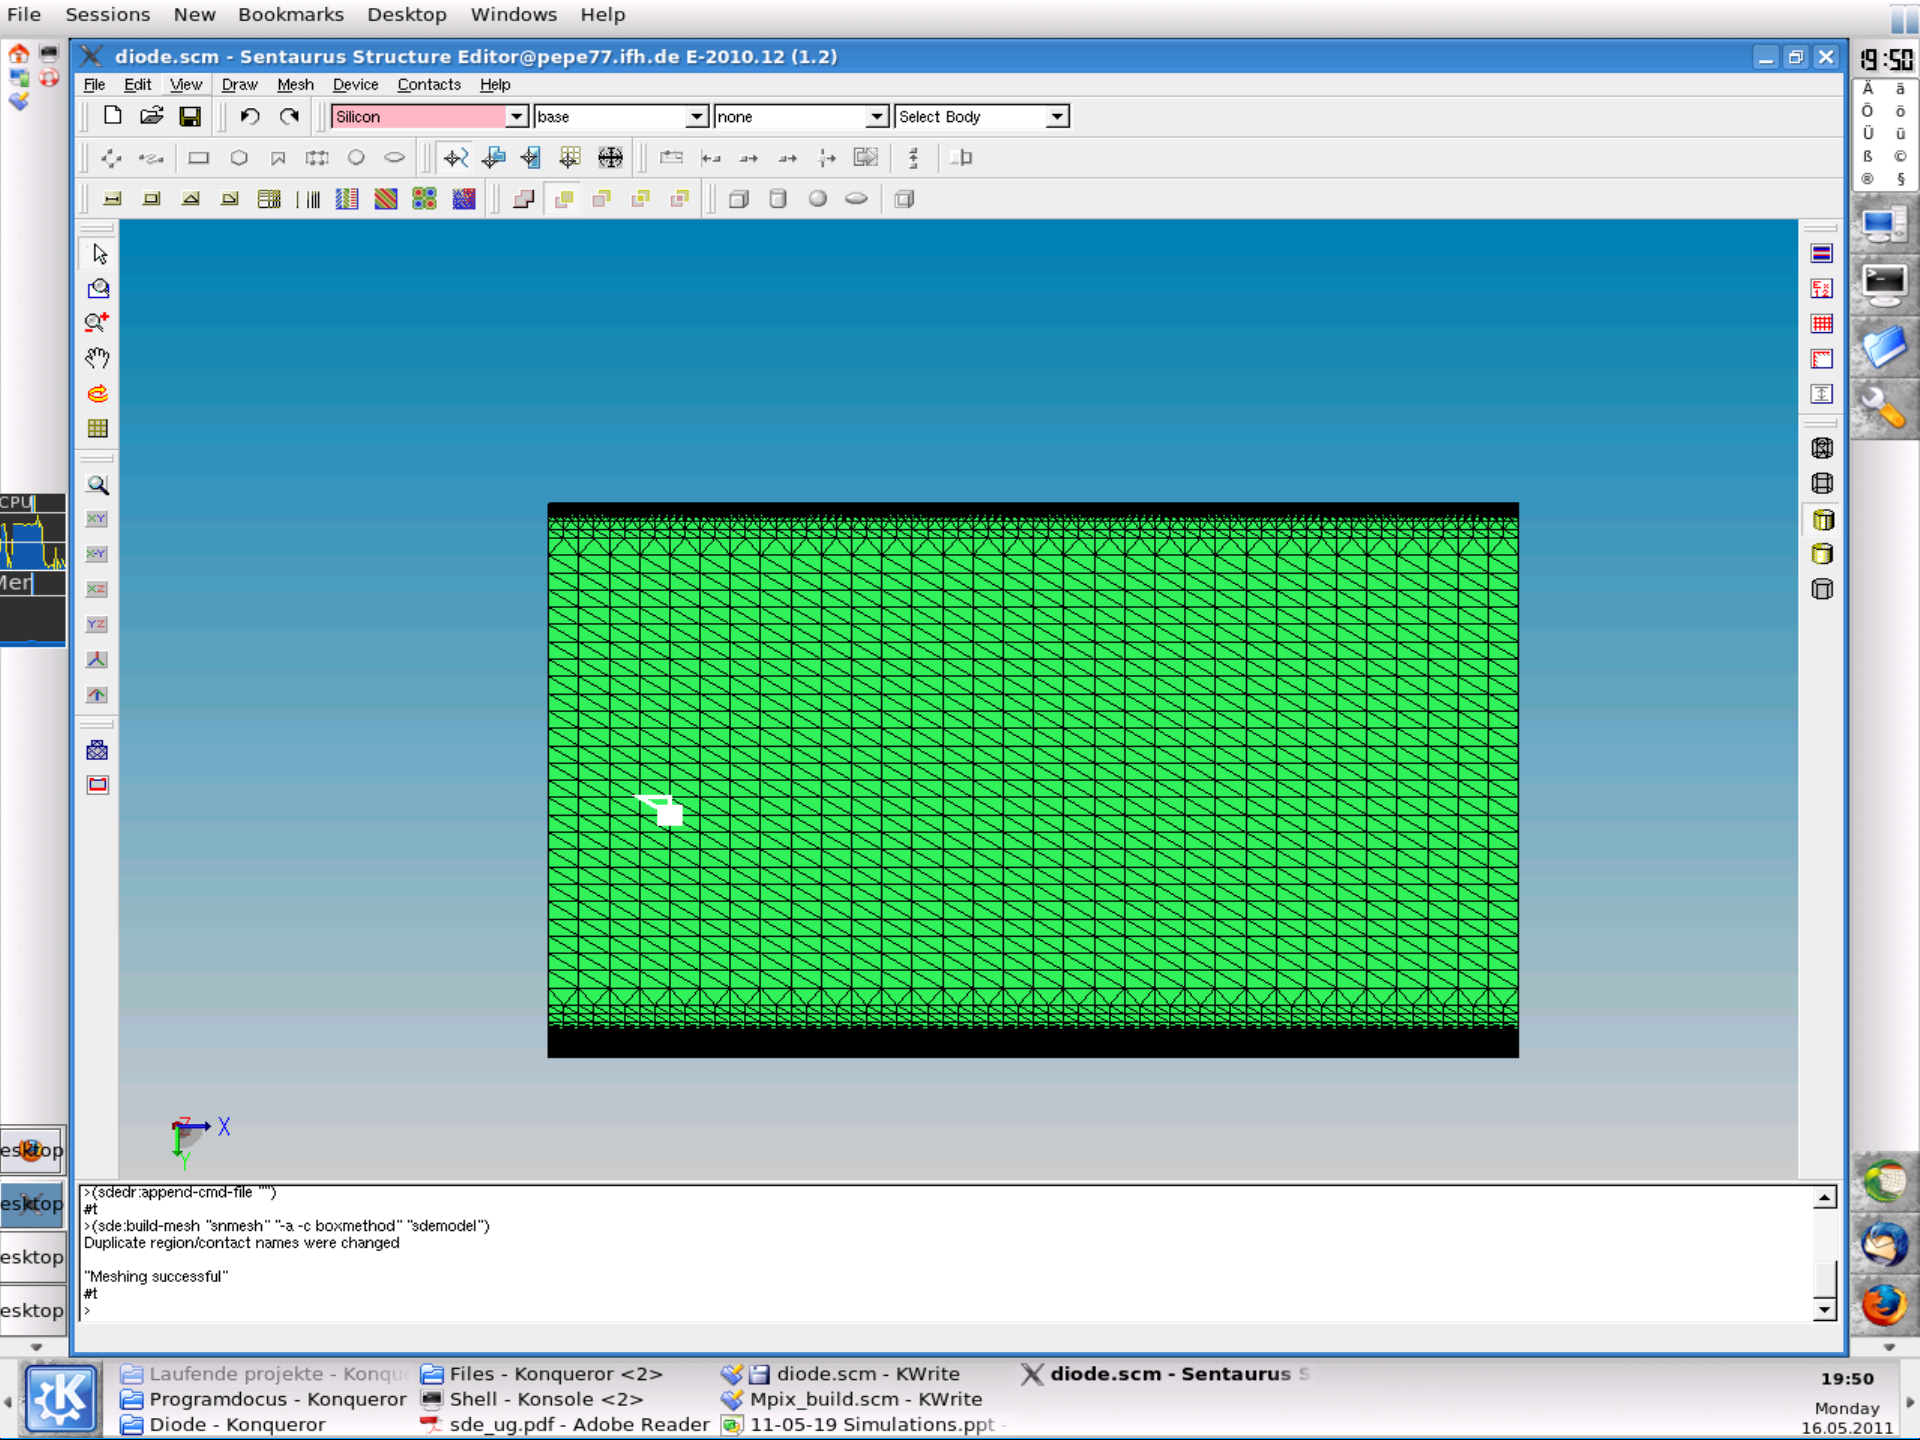 File Sessions New Bookmarks Desktop Windows Help
diode.scm - Sentaurus Structure Editor@pepe77.ifh.de E-2010.12 (1.2)
19:50
File Edit View Draw Mesh Device Contacts Help
Silicon base none Select Body
Ä ä
Ö ö
Ü ü
ß ©
® §
CPU
Mer
XY
X-Y
XZ
YZ
Z X
Y
esktop
esktop
esktop
esktop
>(sdedr:append-cmd-file "")
#t
>(sde:build-mesh "snmesh" "-a -c boxmethod" "sdemodel")
Duplicate region/contact names were changed
"Meshing successful"
#t
>
Laufende projekte - Konqu Files - Konqueror <2> diode.scm - KWrite diode.scm - Sentaurus S
Programdocus - Konqueror Shell - Konsole <2> Mpix_build.scm - KWrite
Diode - Konqueror sde_ug.pdf - Adobe Reader 11-05-19 Simulations.ppt -
19:50
Monday
16.05.2011